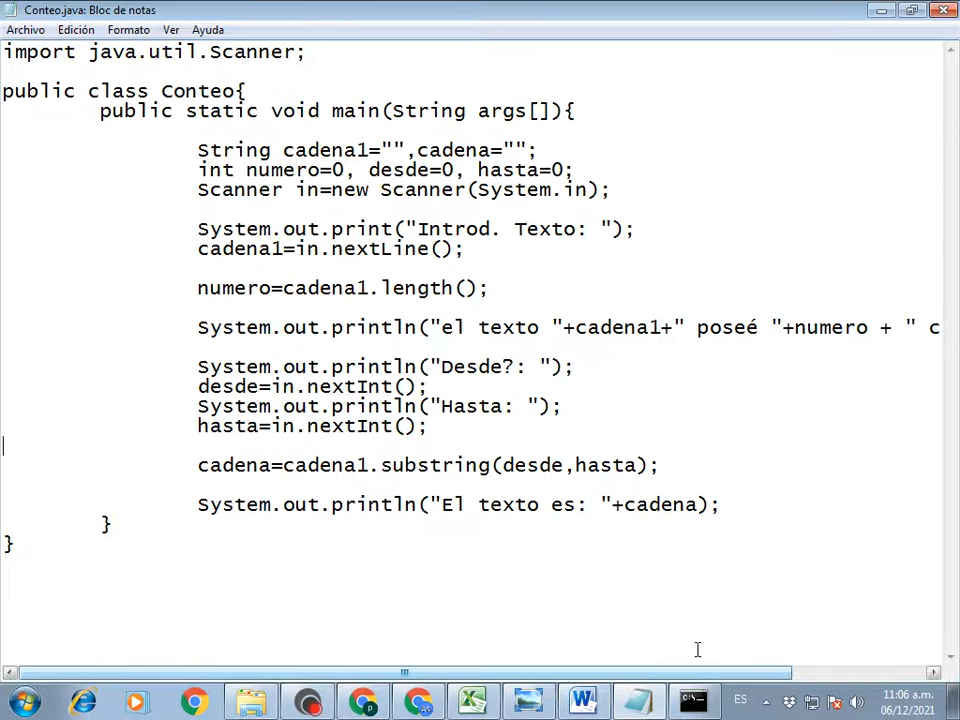 Conteo.java: Bloc de notas
Archivo Edición Formato Ver Ayuda
import java.util.Scanner;
public class Conteo{
public static void main(String args[]){
String cadena1="",cadena="";
int numero=0, desde=0, hasta=0;
Scanner in=new Scanner(System.in);
System.out.print("Introd. Texto: ");
cadena1=in.nextLine();
numero=cadena1.length();
System.out.println("el texto "+cadena1+" poseé "+numero + " c
System.out.println("Desde?: ");
desde=in.nextInt();
System.out.println("Hasta: ");
hasta=in.nextInt();
cadena=cadena1.substring(desde,hasta);
System.out.println("El texto es: "+cadena);
}
}
ES
11:06 a.m.
06/12/2021